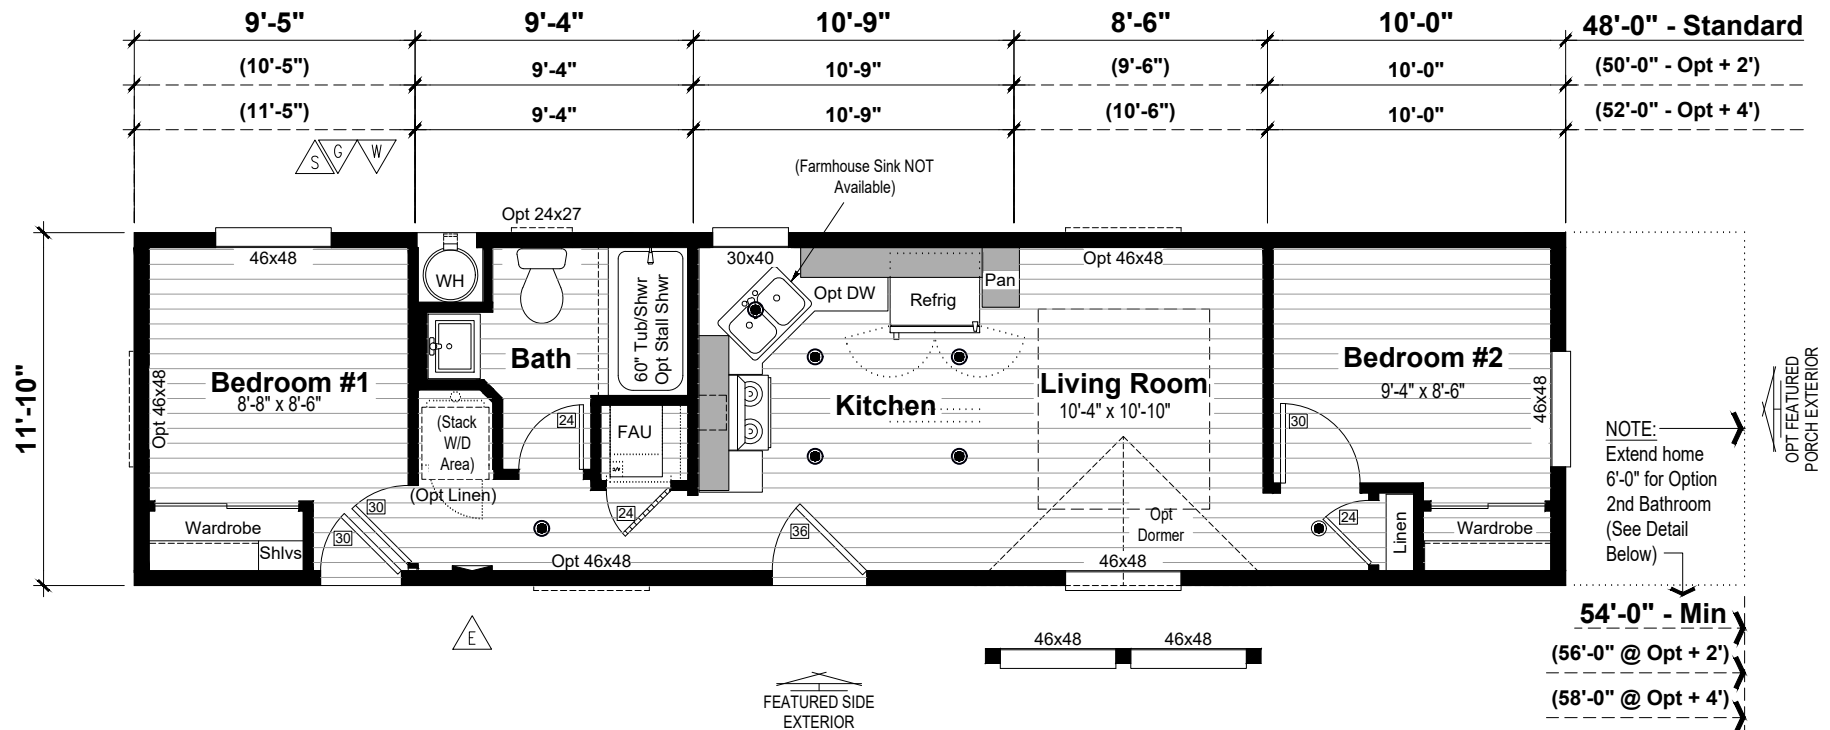 9'-5" 9'-4" 10'-9" 8'-6" 10'-0" 48'-0" - Standard
(10'-5") 9'-4" 10'-9" (9'-6") 10'-0" (50'-0" - Opt + 2')
(11'-5") 9'-4" 10'-9" (10'-6") 10'-0" (52'-0" - Opt + 4')
S G W
(Farmhouse Sink NOT
Available)
Opt 24x27
11'-10"
46x48
Opt 46x48
Bedroom #1
8'-8" x 8'-6"
Wardrobe
Shlvs
30
30
WH
Bath
60" Tub/Shwr
Opt Stall Shwr
(Stack
W/D
Area)
(Opt Linen)
24
FAU
24
Opt 46x48
E
30x40
Opt DW
Refrig
Pan
Kitchen
36
Opt 46x48
Living Room
10'-4" x 10'-10"
Opt
Dormer
46x48
Bedroom #2
9'-4" x 8'-6"
46x48
30
24
Linen
Wardrobe
NOTE:
Extend home
6'-0" for Option
2nd Bathroom
(See Detail
Below)
OPT FEATURED
PORCH EXTERIOR
54'-0" - Min
(56'-0" @ Opt + 2')
(58'-0" @ Opt + 4')
46x48 46x48
FEATURED SIDE
EXTERIOR